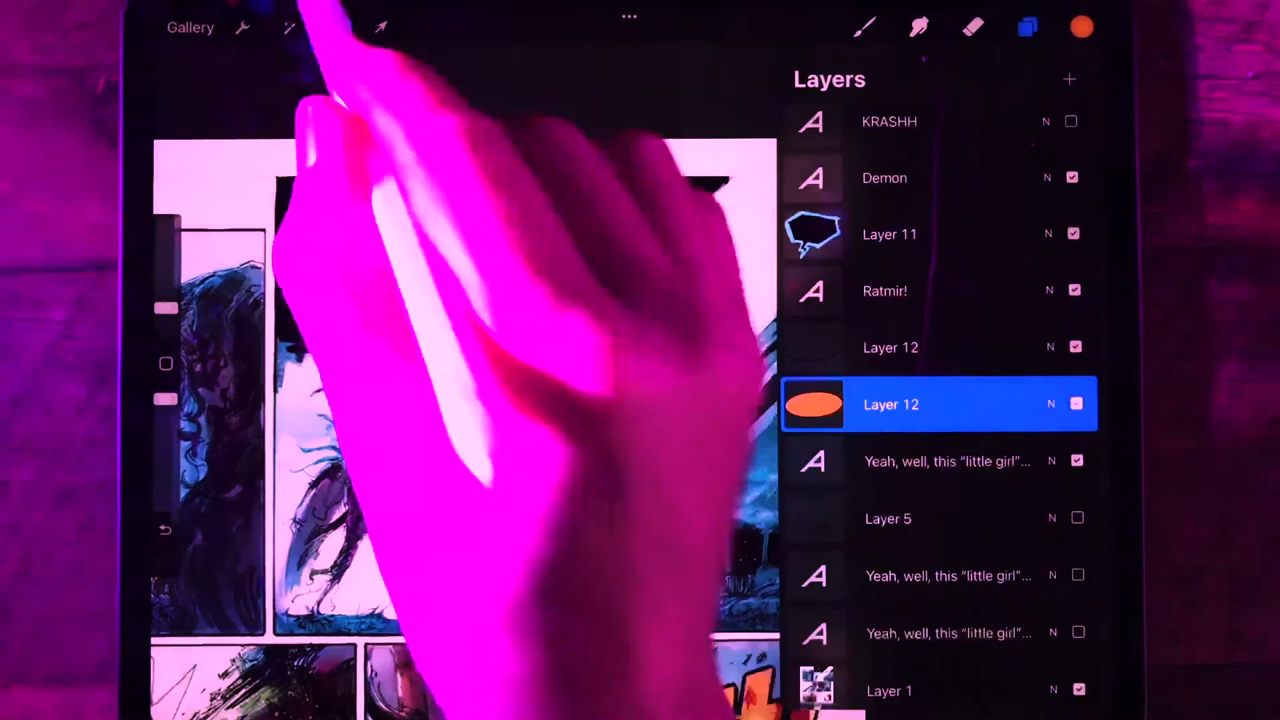 Gallery
Layers
KRASHH N
Demon N
Layer 11 N
Ratmir! N
Layer 12 N
Layer 12 N
Yeah, well, this “little girl”... N
Layer 5 N
Yeah, well, this “little girl”... N
Yeah, well, this “little girl”... N
Layer 1 N